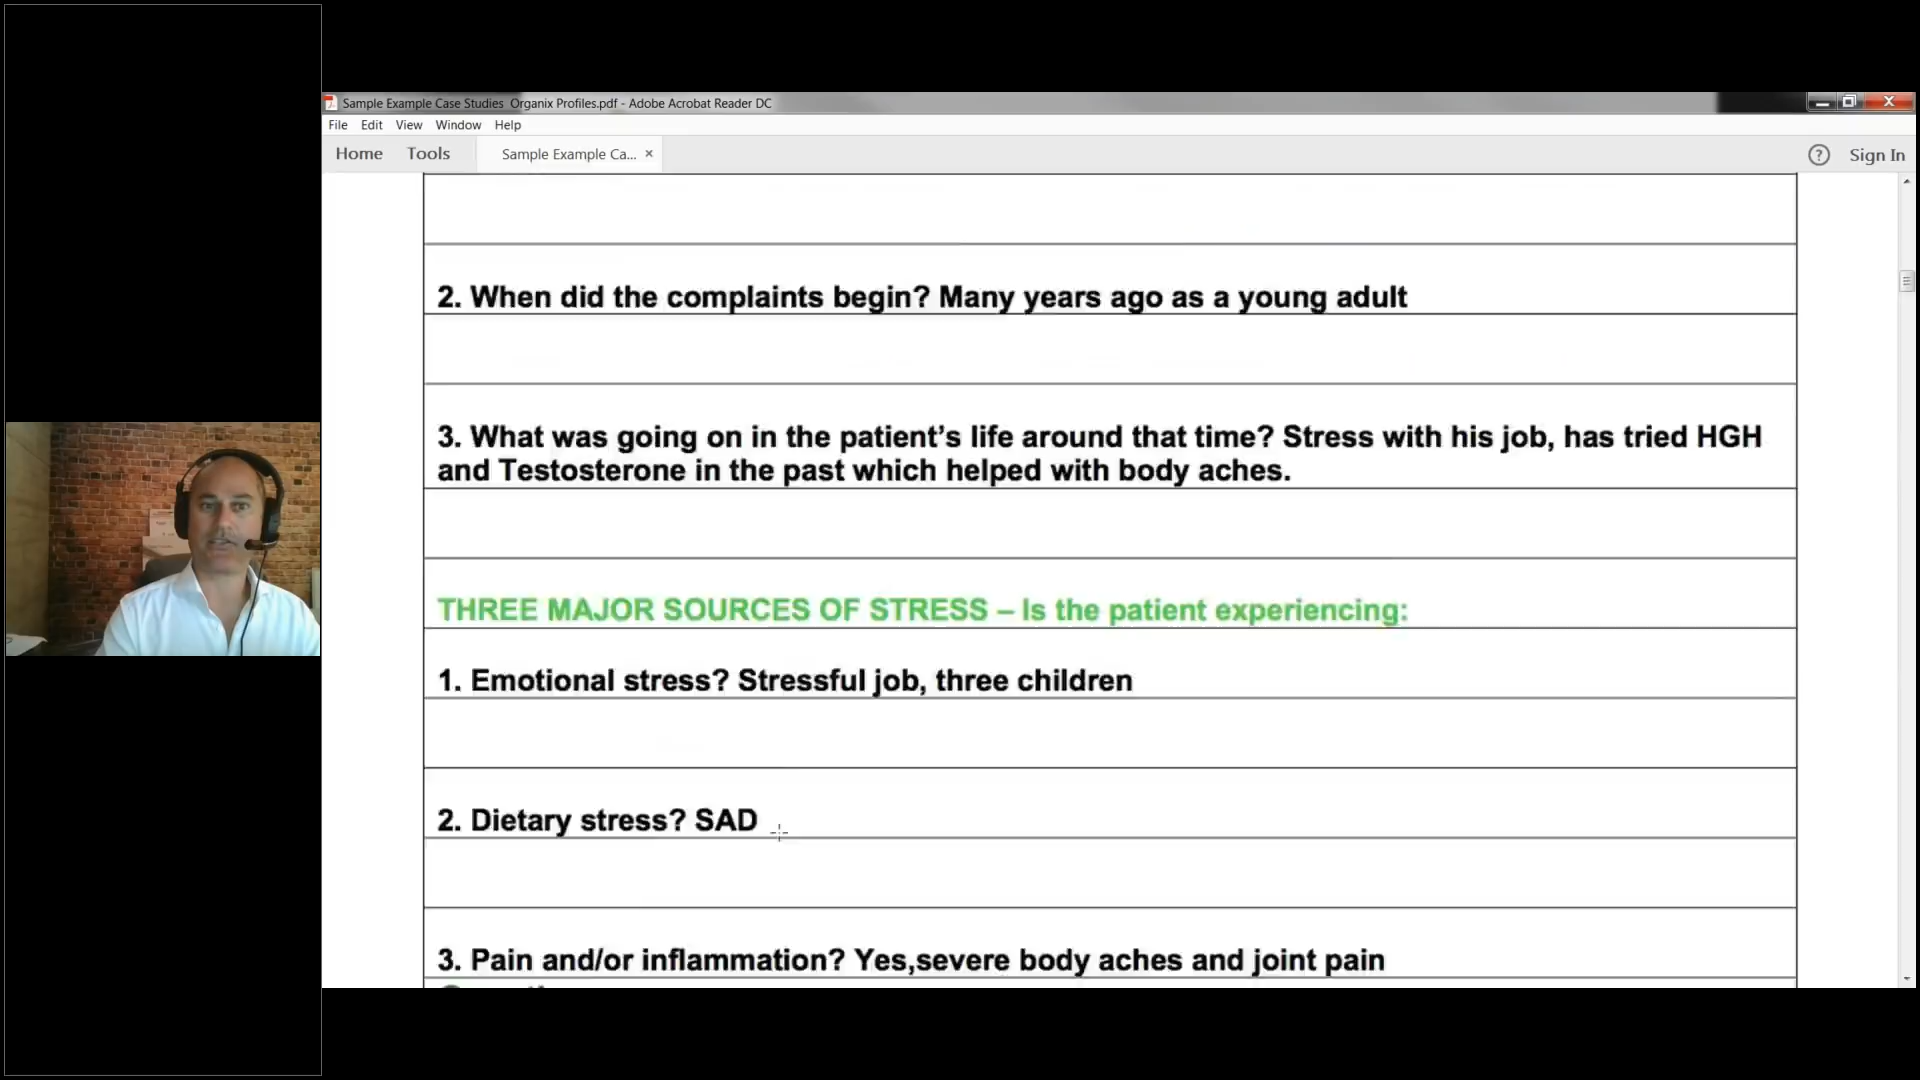 Sample Example Case Studies Organix Profiles.pdf - Adobe Acrobat Reader DC
File Edit View Window Help
Home Tools Sample Example Ca... × ? Sign In
2. When did the complaints begin? Many years ago as a young adult
3. What was going on in the patient’s life around that time? Stress with his job, has tried HGH
and Testosterone in the past which helped with body aches.
THREE MAJOR SOURCES OF STRESS – Is the patient experiencing:
1. Emotional stress? Stressful job, three children
2. Dietary stress? SAD
3. Pain and/or inflammation? Yes,severe body aches and joint pain